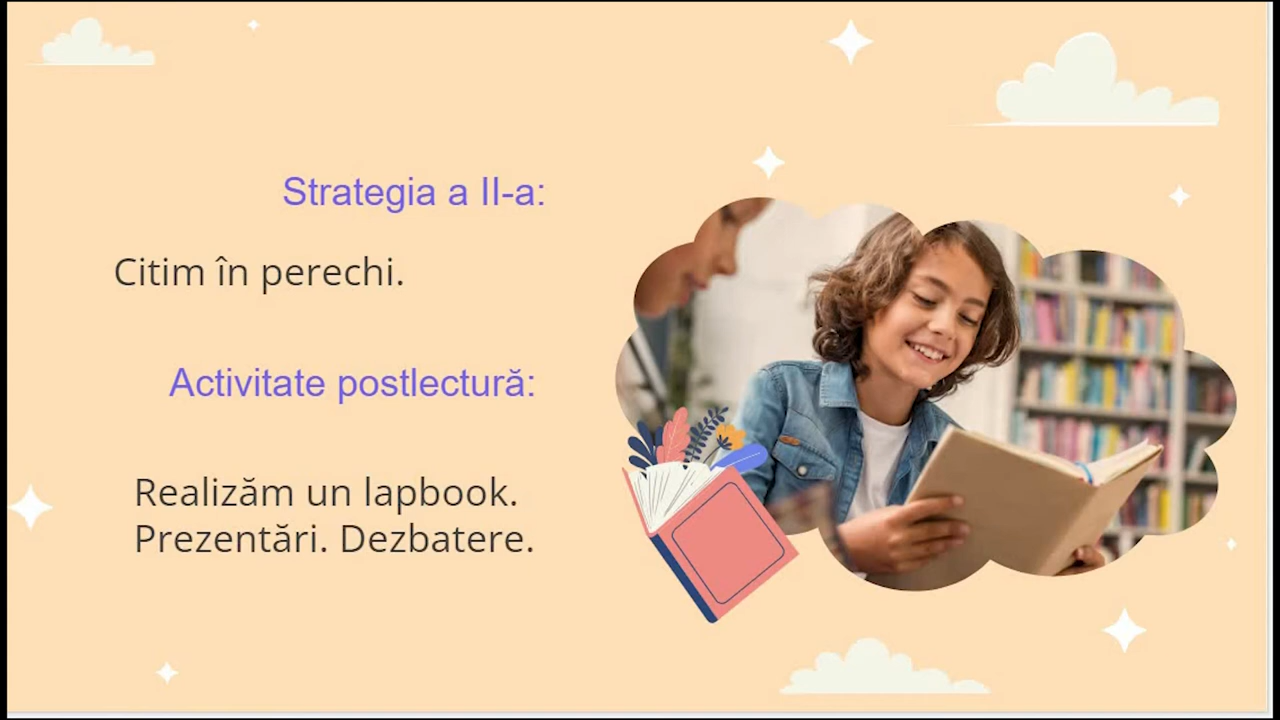 Strategia a II-a:
Citim în perechi.
Activitate postlectură:
Realizăm un lapbook.
Prezentări. Dezbatere.